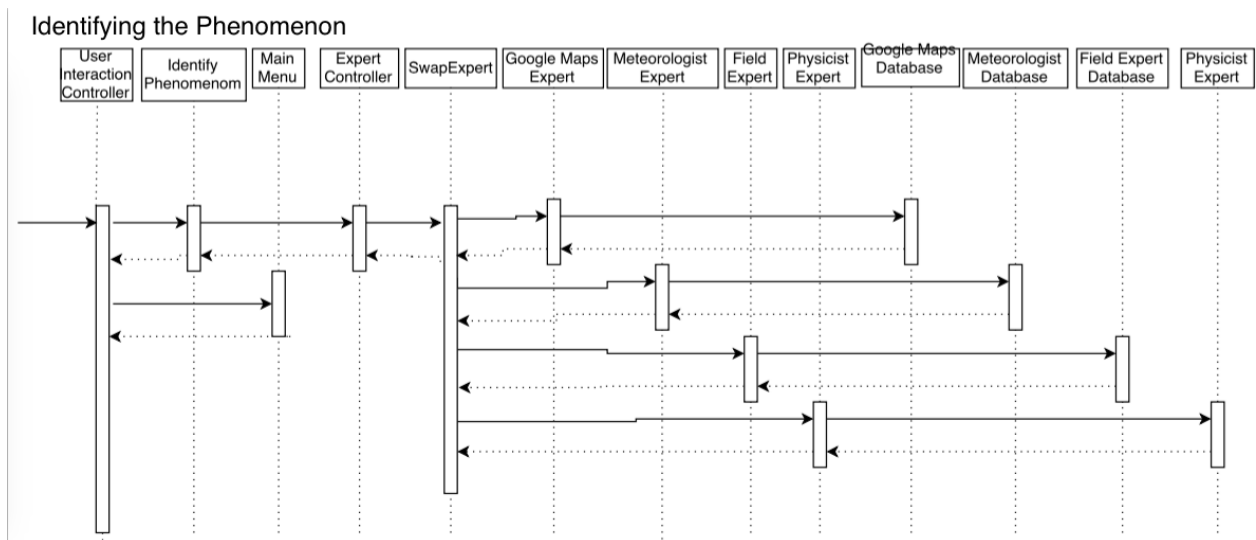 Identifying the Phenomenon
User
Interaction
Controller
Identify
Phenomenom
Main
Menu
Expert
Controller
SwapExpert
Google Maps
Expert
Meteorologist
Expert
Field
Expert
Physicist
Expert
Google Maps
Database
Meteorologist
Database
Field Expert
Database
Physicist
Expert